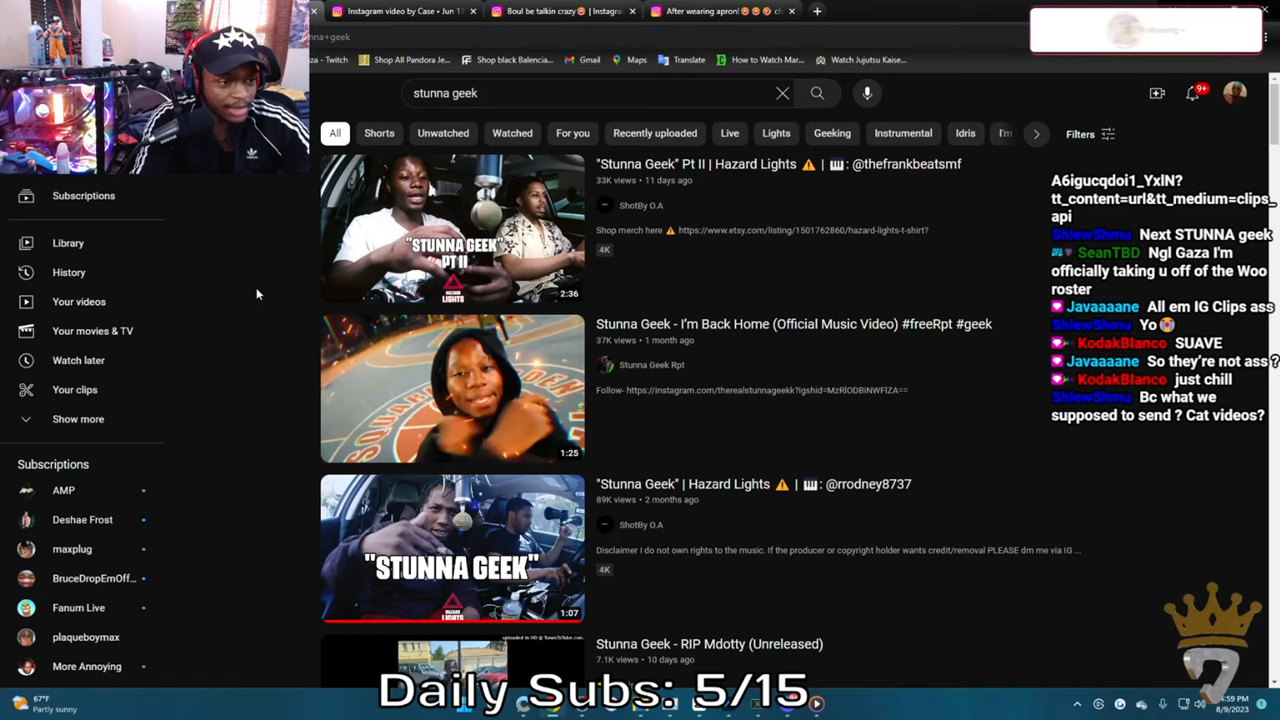 Instagram video by Case • Jun 1
Boul be talkin crazy🤩 | Instagra
After wearing apron! 🤩 🤩 🧿 ch
nna+geek
Following
nza - Twitch
Shop All Pandora Je...
Shop black Balencia...
Gmail
Maps
Translate
How to Watch Mar...
Watch Jujutsu Kaise...
stunna geek
9+
All
Shorts
Unwatched
Watched
For you
Recently uploaded
Live
Lights
Geeking
Instrumental
Idris
I'm
Filters
Subscriptions
Library
History
Your videos
Your movies & TV
Watch later
Your clips
Show more
Subscriptions
AMP
Deshae Frost
maxplug
BruceDropEmOff...
Fanum Live
plaqueboymax
More Annoying
"STUNNA GEEK"
PT II
HAZARD
LIGHTS
2:36
"Stunna Geek" Pt II | Hazard Lights ⚠️ | 🎹: @thefrankbeatsmf
33K views • 11 days ago
ShotBy O.A
Shop merch here ⚠️ https://www.etsy.com/listing/1501762860/hazard-lights-t-shirt?
4K
1:25
Stunna Geek - I'm Back Home (Official Music Video) #freeRpt #geek
37K views • 1 month ago
Stunna Geek Rpt
"STUNNA GEEK"
HAZARD
LIGHTS
1:07
"Stunna Geek" | Hazard Lights ⚠️ | 🎹: @rrodney8737
89K views • 2 months ago
ShotBy O.A
Disclaimer I do not own rights to the music. If the producer or copyright holder wants credit/removal PLEASE dm me via IG ...
4K
uploaded in HD @ TunesToTube.com
Stunna Geek - RIP Mdotty (Unreleased)
7.1K views • 10 days ago
A6igucqdoi1_YxlN?
tt_content=url&tt_medium=clips_
api
ShlewShmu Next STUNNA geek
SeanTBD Ngl Gaza I'm
officially taking u off of the Woo
roster
Javaaaane All em IG Clips ass
ShlewShmu Yo😭
KodakBlanco SUAVE
Javaaaane So they're not ass ?
KodakBlanco just chill
ShlewShmu Bc what we
supposed to send ? Cat videos?
Daily Subs: 5/15
67°F
Partly sunny
:59 PM
8/9/2023